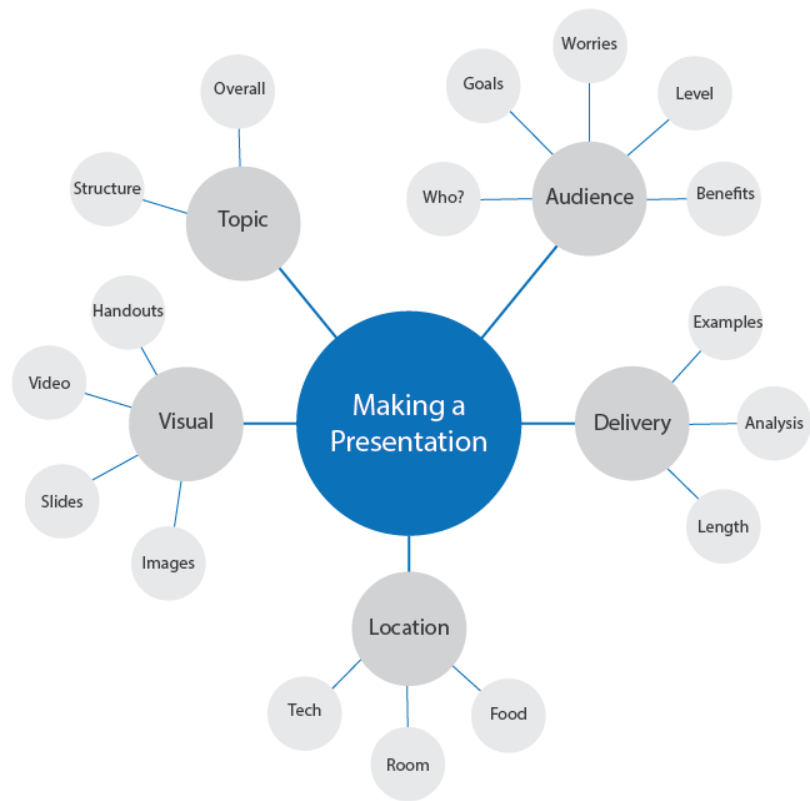 Worries
Overall
Goals
Level
Structure
Who?
Audience
Benefits
Topic
Handouts
Examples
Video
Visual
Making a
Presentation
Delivery
Analysis
Slides
Length
Images
Location
Tech
Food
Room